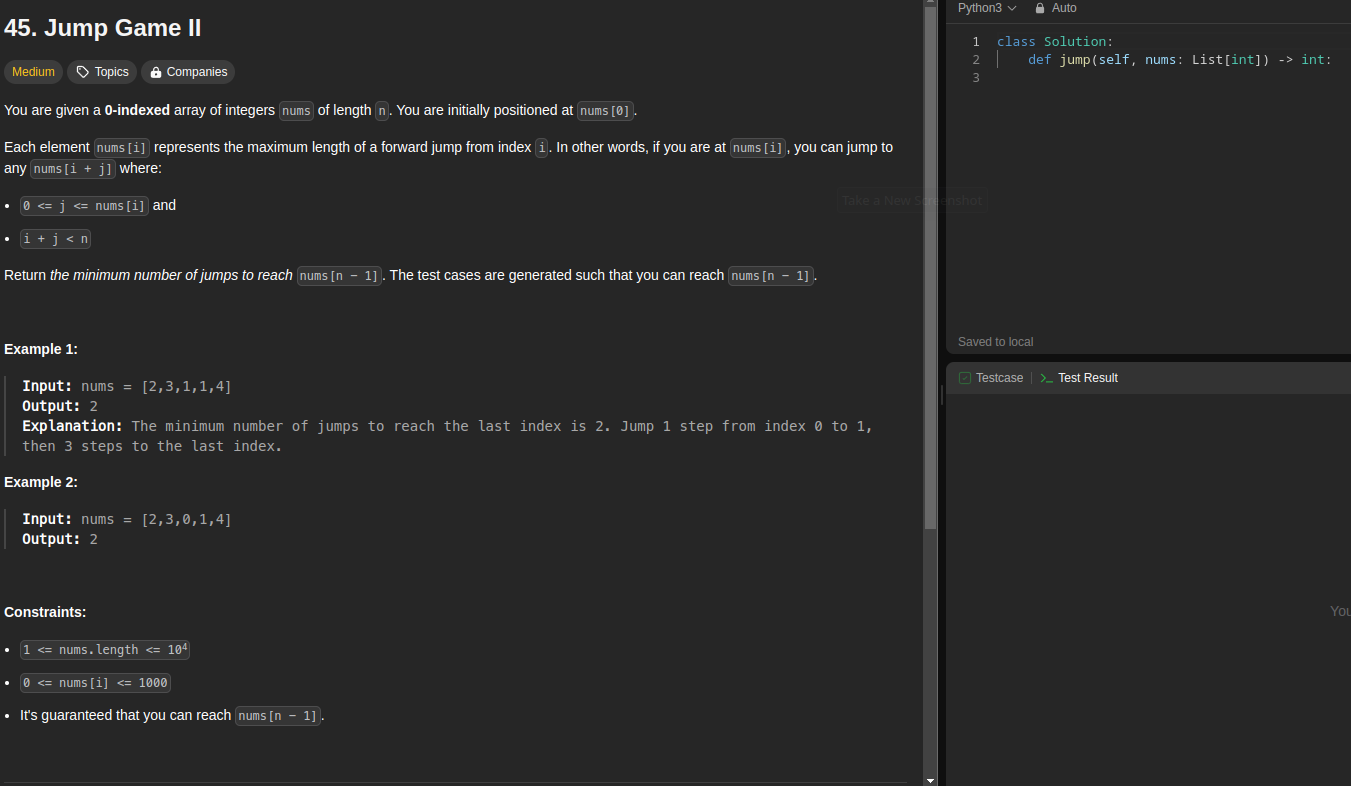 45. Jump Game II
Medium Topics Companies
You are given a 0-indexed array of integers nums of length n. You are initially positioned at nums[0].
Each element nums[i] represents the maximum length of a forward jump from index i. In other words, if you are at nums[i], you can jump to
any nums[i + j] where:
• 0 <= j <= nums[i] and
• i + j < n
Return the minimum number of jumps to reach nums[n - 1]. The test cases are generated such that you can reach nums[n - 1].
Example 1:
Input: nums = [2,3,1,1,4]
Output: 2
Explanation: The minimum number of jumps to reach the last index is 2. Jump 1 step from index 0 to 1,
then 3 steps to the last index.
Example 2:
Input: nums = [2,3,0,1,4]
Output: 2
Constraints:
• 1 <= nums.length <= 10⁴
• 0 <= nums[i] <= 1000
• It's guaranteed that you can reach nums[n - 1].
Take a New Screenshot
Python3 Auto
1 class Solution:
2 def jump(self, nums: List[int]) -> int:
3
Saved to local
Testcase >_ Test Result
You